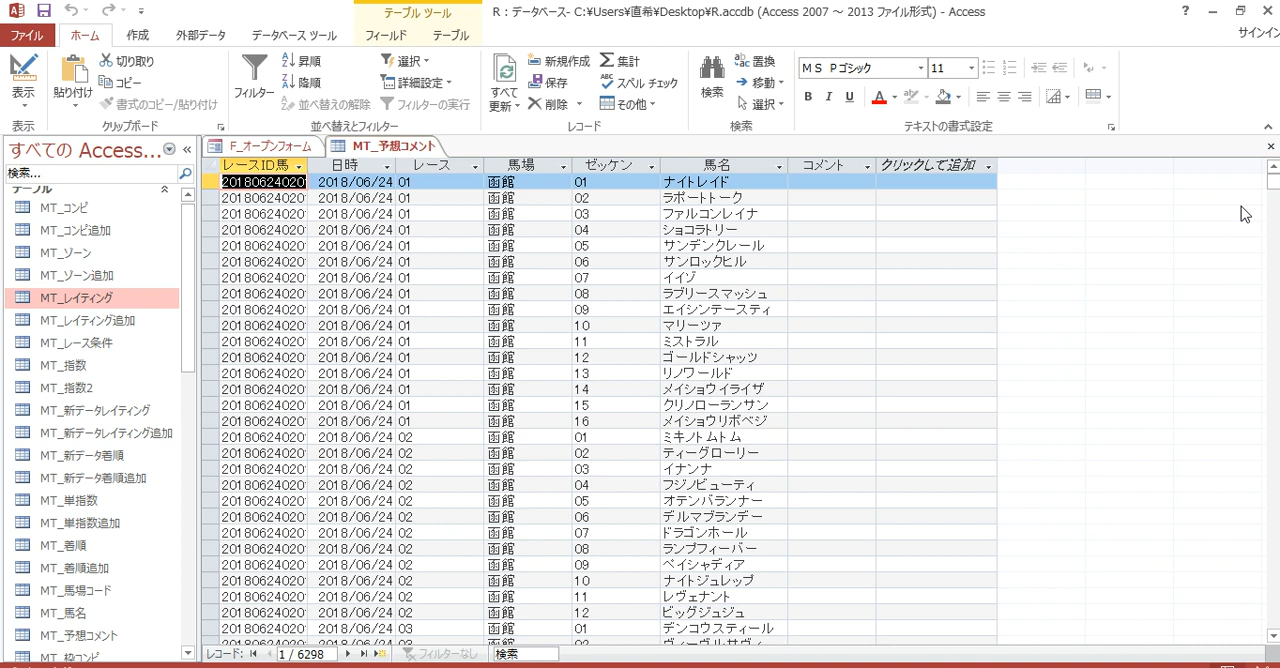 テーブル ツール
R : データベース- C:¥Users¥直希¥Desktop¥R.accdb (Access 2007 ～ 2013 ファイル形式) - Access
ファイル ホーム 作成 外部データ データベース ツール フィールド テーブル サインイン
表示 貼り付け 切り取り コピー 書式のコピー/貼り付け
フィルター 昇順 降順 並べ替えの解除 選択 詳細設定 フィルターの実行
すべて更新 新規作成 保存 削除 集計 スペル チェック その他
検索 置換 移動 選択
ＭＳ Ｐゴシック 11
B I U A
表示 クリップボード 並べ替えとフィルター レコード 検索 テキストの書式設定
すべての Access...
検索...
テーブル
MT_コンピ
MT_コンピ追加
MT_ゾーン
MT_ゾーン追加
MT_レイティング
MT_レイティング追加
MT_レース条件
MT_指数
MT_指数2
MT_新データレイティング
MT_新データレイティング追加
MT_新データ着順
MT_新データ着順追加
MT_単指数
MT_単指数追加
MT_着順
MT_着順追加
MT_馬場コード
MT_馬名
MT_予想コメント
MT_枠コンピ
F_オープンフォーム MT_予想コメント
レースID馬 日時 レース 馬場 ゼッケン 馬名 コメント クリックして追加
20180624020 2018/06/24 01 函館 01 ナイトレイド
20180624020 2018/06/24 01 函館 02 ラポートトーク
20180624020 2018/06/24 01 函館 03 ファルコンレイナ
20180624020 2018/06/24 01 函館 04 ショコラトリー
20180624020 2018/06/24 01 函館 05 サンデンクレール
20180624020 2018/06/24 01 函館 06 サンロックヒル
20180624020 2018/06/24 01 函館 07 イイゾ
20180624020 2018/06/24 01 函館 08 ラブリースマッシュ
20180624020 2018/06/24 01 函館 09 エイシンテースティ
20180624020 2018/06/24 01 函館 10 マリーツァ
20180624020 2018/06/24 01 函館 11 ミストラル
20180624020 2018/06/24 01 函館 12 ゴールドシャッツ
20180624020 2018/06/24 01 函館 13 リノワールド
20180624020 2018/06/24 01 函館 14 メイショウイライザ
20180624020 2018/06/24 01 函館 15 クリノローランサン
20180624020 2018/06/24 01 函館 16 メイショウリボベジ
20180624020 2018/06/24 02 函館 01 ミキノトムトム
20180624020 2018/06/24 02 函館 02 ティーグローリー
20180624020 2018/06/24 02 函館 03 イナンナ
20180624020 2018/06/24 02 函館 04 フジノビューティ
20180624020 2018/06/24 02 函館 05 オテンバランナー
20180624020 2018/06/24 02 函館 06 デルマブランデー
20180624020 2018/06/24 02 函館 07 ドラゴンホール
20180624020 2018/06/24 02 函館 08 ランプフィーバー
20180624020 2018/06/24 02 函館 09 ペイシャディア
20180624020 2018/06/24 02 函館 10 ナイトジュレップ
20180624020 2018/06/24 02 函館 11 レヴェナント
20180624020 2018/06/24 02 函館 12 ビッグジュジュ
20180624020 2018/06/24 03 函館 01 デンコウスティール
レコード: 1 / 6298 フィルターなし 検索